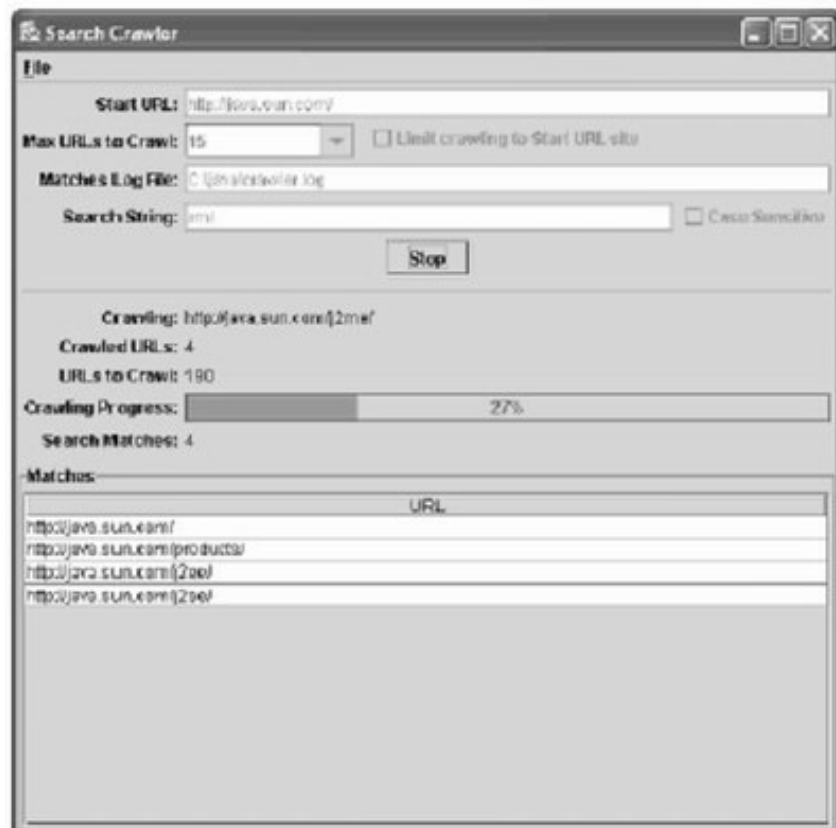 Search Crawler
File
Start URL: http://java.sun.com/
Max URLs to Crawl: 15 Limit crawling to Start URL site
Matches Log File:
Search String: Case Sensitive
Stop
Crawling: http://java.sun.com/j2me/
Crawled URLs: 4
URLs to Crawl: 190
Crawling Progress: 27%
Search Matches: 4
Matches
URL
http://java.sun.com/
http://java.sun.com/products/
http://java.sun.com/j2ee/
http://java.sun.com/j2se/